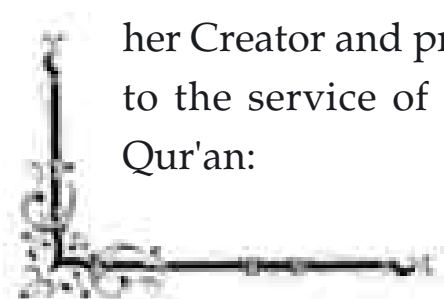 her Creator and pr
to the service of
Qur'an: